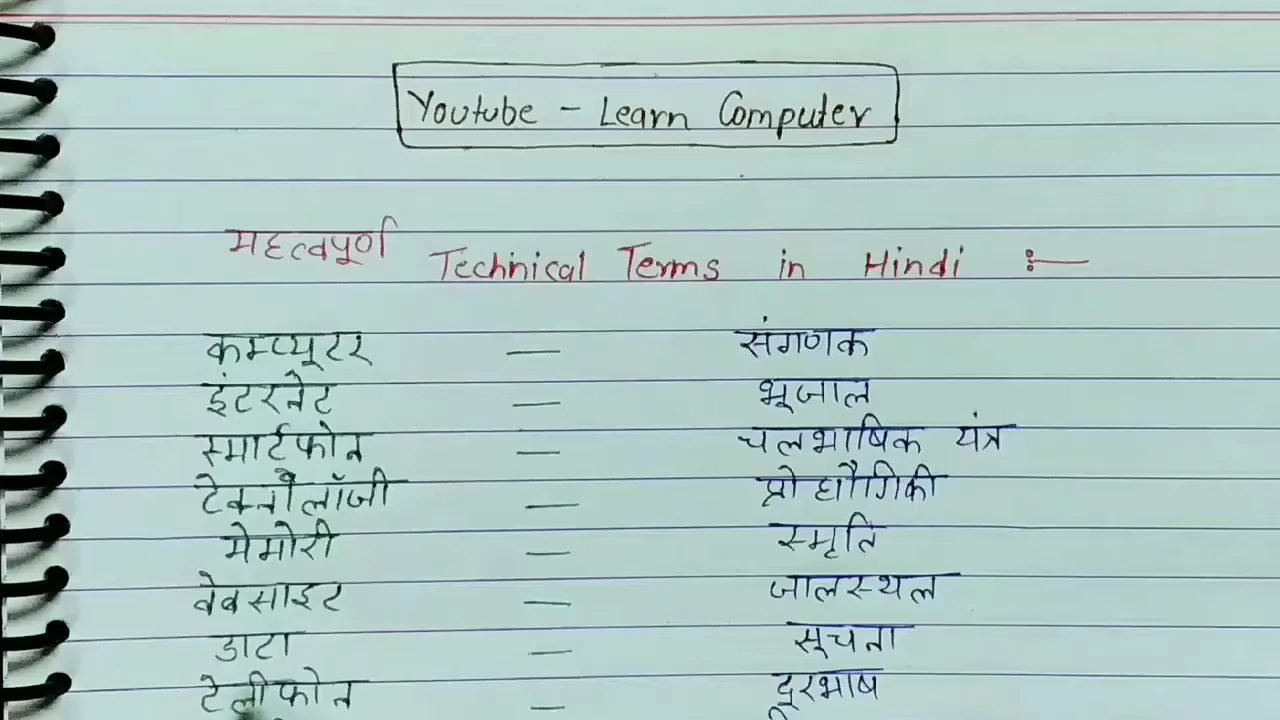 Youtube - Learn Computer
महत्वपूर्ण Technical Terms in Hindi :—
कम्प्यूटर — संगणक
इंटरनेट — भूजाल
स्मार्टफोन — चलभाषिक यंत्र
टेक्नोलॉजी — प्रोद्यौगिकी
मेमोरी — स्मृति
वेबसाइट — जालस्थल
डाटा — सूचना
टेलीफोन — दूरभाष